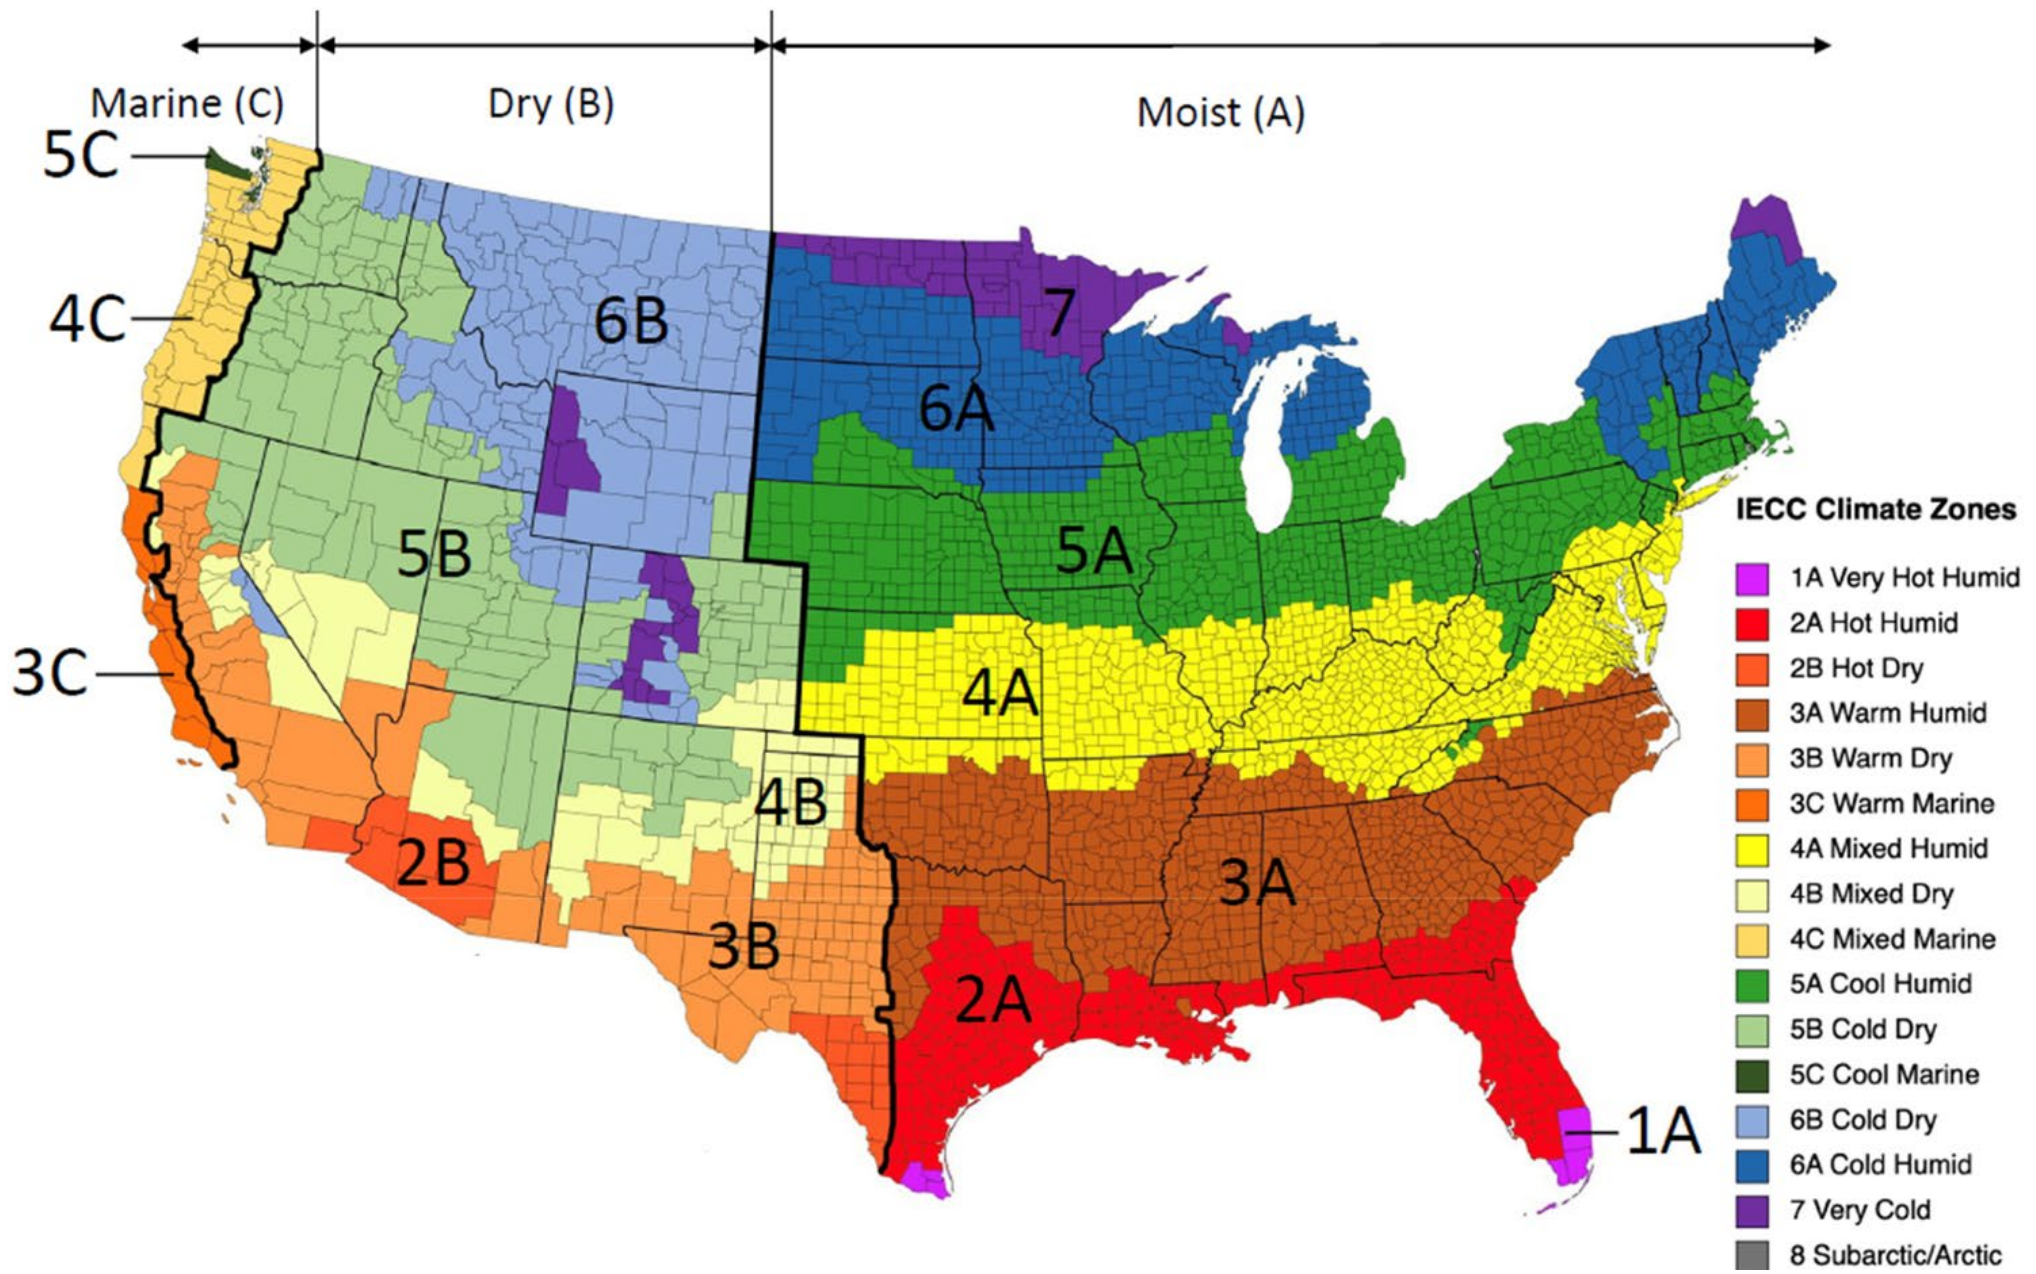 Marine (C)
Dry (B)
Moist (A)
5C
4C
6B
7
6A
5B
5A
3C
4A
4B
2B
3A
3B
2A
1A
IECC Climate Zones
1A Very Hot Humid
2A Hot Humid
2B Hot Dry
3A Warm Humid
3B Warm Dry
3C Warm Marine
4A Mixed Humid
4B Mixed Dry
4C Mixed Marine
5A Cool Humid
5B Cold Dry
5C Cool Marine
6B Cold Dry
6A Cold Humid
7 Very Cold
8 Subarctic/Arctic